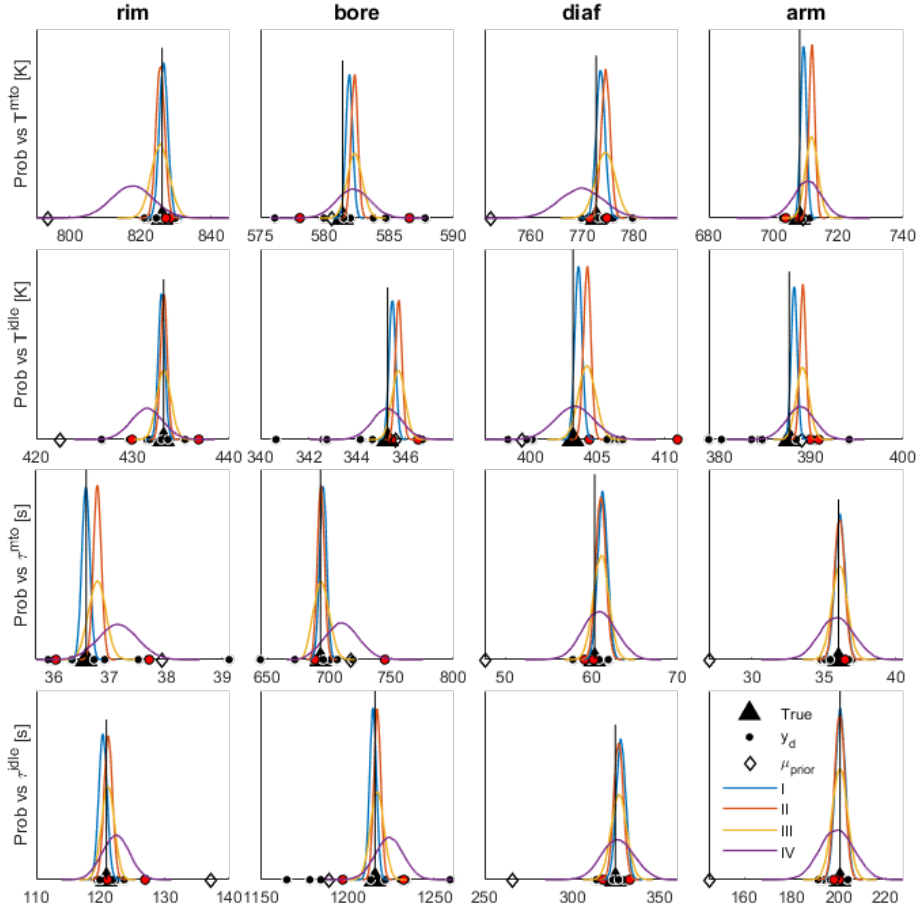 rim bore diaf arm
Prob vs T^mto [K]
800 820 840 575 580 585 590 760 770 780 680 700 720 740
Prob vs T^idle [K]
420 430 440 340 342 344 346 400 405 410 380 390 400
Prob vs τ^mto [s]
36 37 38 39 650 700 750 800 50 60 70 30 35 40
Prob vs τ^idle [s]
True
y_d
μ_prior
I
II
III
IV
110 120 130 140 1150 1200 1250 250 300 350 160 180 200 220